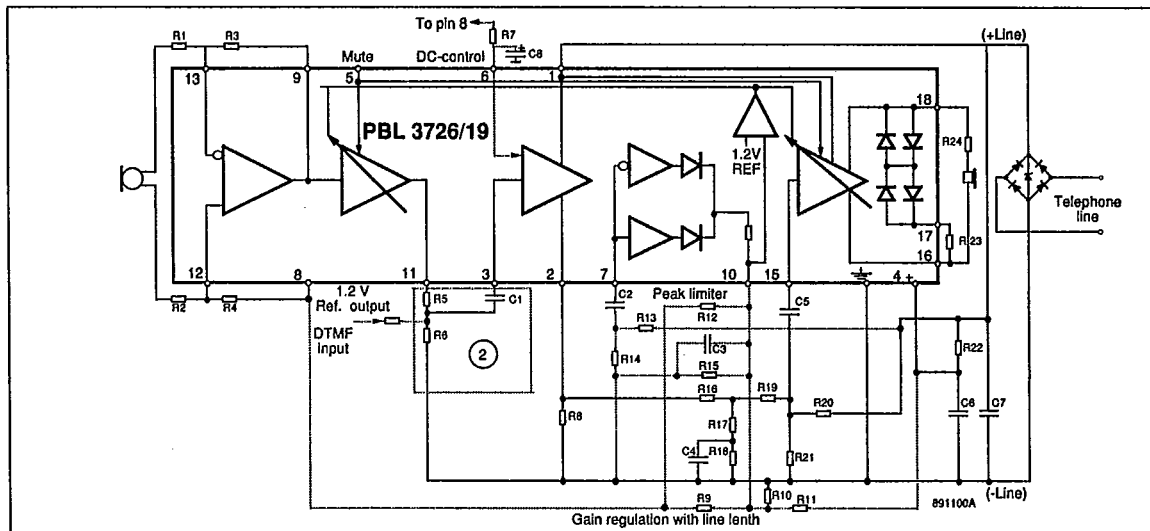 To pin 8
R7
C8
(+Line)
R1
R3
Mute
DC-control
13
9
5
6
1
18
PBL 3726/19
1.2 V
REF
R24
Telephone
line
17
R23
16
12
8
11
3
2
7
10
15
4 +
R2
R4
1.2 V
Ref. output
R5
C1
C2
Peak limiter
R12
C5
DTMF
input
R6
R13
2
C3
R22
R14
R15
R16
R19
R20
C6
C7
R8
R17
C4
R18
R21
(-Line)
R9
R10
R11
891100A
Gain regulation with line lenth